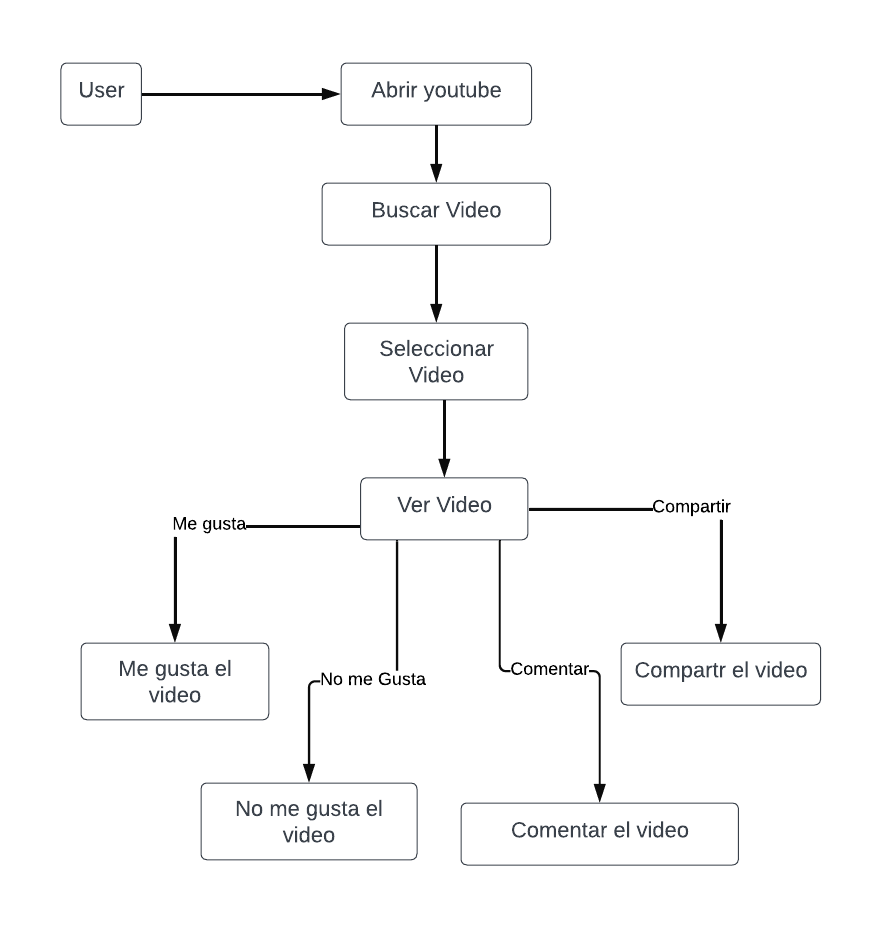 User
Abrir youtube
Buscar Video
Seleccionar
Video
Ver Video
Compartir
Me gusta
Me gusta el
video
No me Gusta
Comentar
Compartr el video
No me gusta el
video
Comentar el video